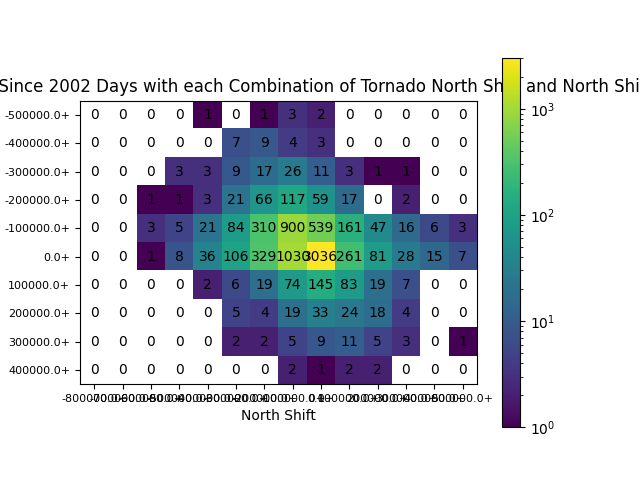 Since 2002 Days with each Combination of Tornado North Sh and North Shi
-500000.0+ 0 0 0 0 1 0 1 3 2 0 0 0 0 0
-400000.0+ 0 0 0 0 0 7 9 4 3 0 0 0 0 0
-300000.0+ 0 0 0 3 3 9 17 26 11 3 1 1 0 0
-200000.0+ 0 0 1 1 3 21 66 117 59 17 0 2 0 0
-100000.0+ 0 0 3 5 21 84 310 900 539 161 47 16 6 3
0.0+ 0 0 1 8 36 106 329 1030 3036 261 81 28 15 7
100000.0+ 0 0 0 0 2 6 19 74 145 83 19 7 0 0
200000.0+ 0 0 0 0 0 5 4 19 33 24 18 4 0 0
300000.0+ 0 0 0 0 0 2 2 5 9 11 5 3 0 1
400000.0+ 0 0 0 0 0 0 0 2 1 2 2 0 0 0
North Shift
10³
10²
10¹
10⁰